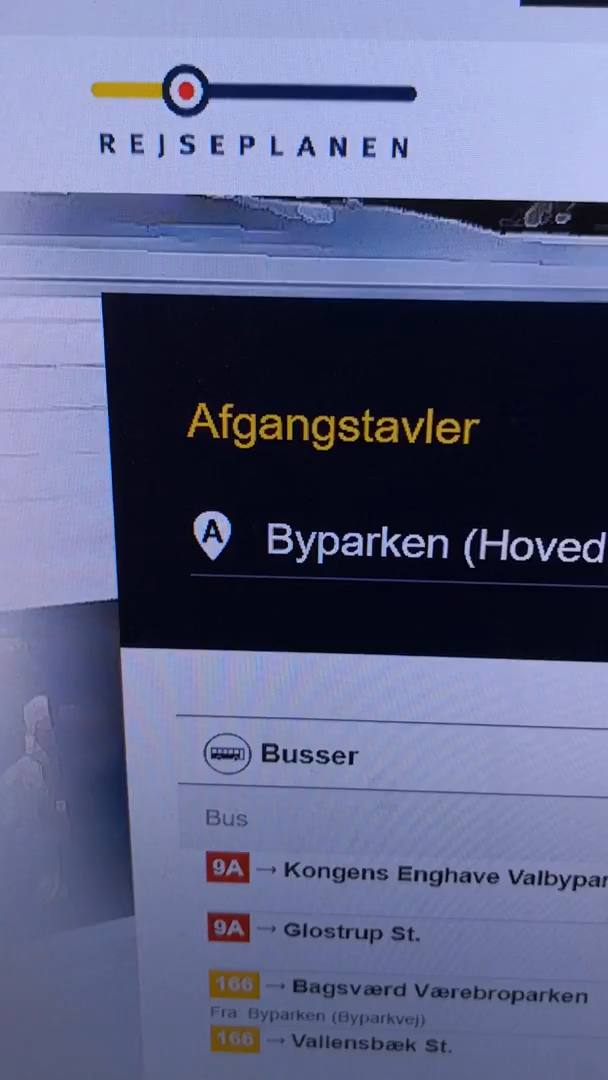 REJSEPLANEN
Afgangstavler
A Byparken (Hoved
Busser
Bus
9A → Kongens Enghave Valbypar
9A → Glostrup St.
166 → Bagsværd Værebroparken
Fra: Byparken (Byparkvej)
166 → Vallensbæk St.